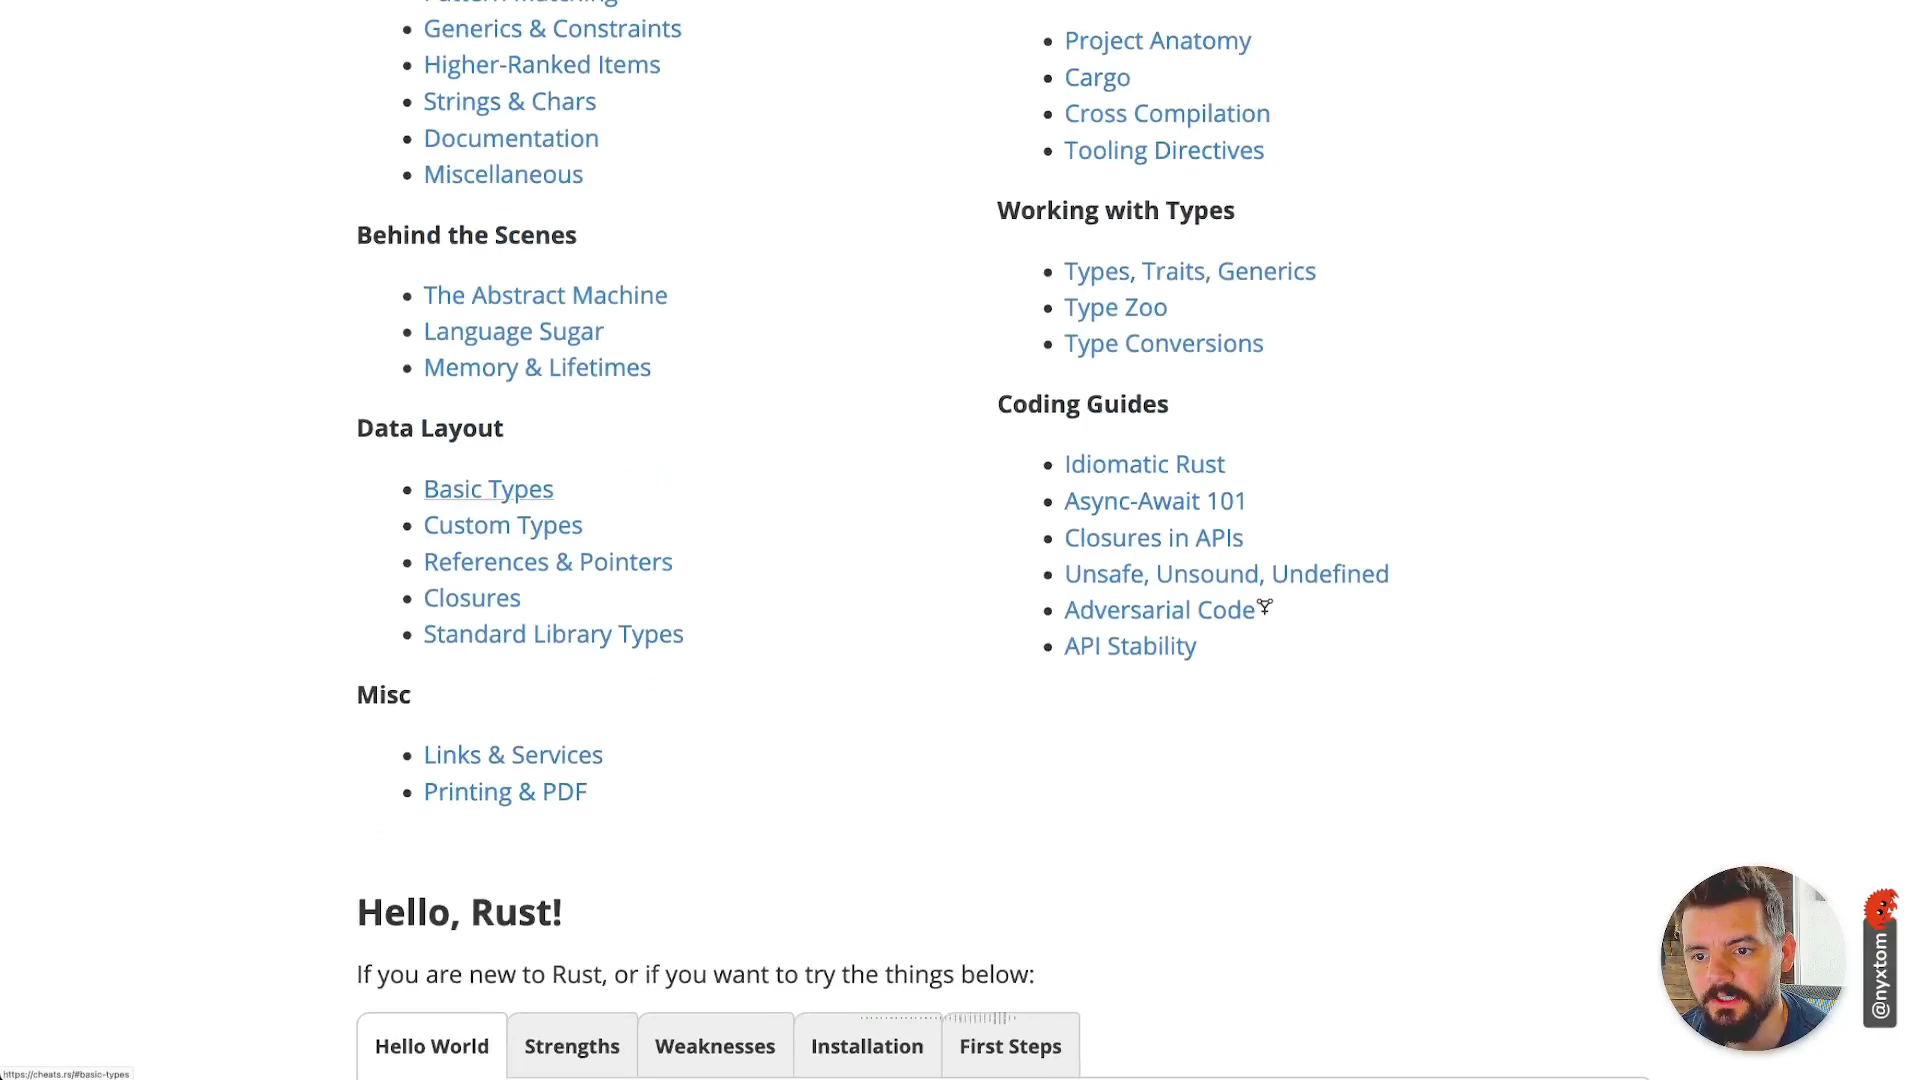 Generics & Constraints
Higher-Ranked Items
Strings & Chars
Documentation
Miscellaneous
Behind the Scenes
The Abstract Machine
Language Sugar
Memory & Lifetimes
Data Layout
Basic Types
Custom Types
References & Pointers
Closures
Standard Library Types
Misc
Links & Services
Printing & PDF
Project Anatomy
Cargo
Cross Compilation
Tooling Directives
Working with Types
Types, Traits, Generics
Type Zoo
Type Conversions
Coding Guides
Idiomatic Rust
Async-Await 101
Closures in APIs
Unsafe, Unsound, Undefined
Adversarial Code
API Stability
Hello, Rust!
If you are new to Rust, or if you want to try the things below:
Hello World
Strengths
Weaknesses
Installation
First Steps
https://cheats.rs/#basic-types
@nyxtom